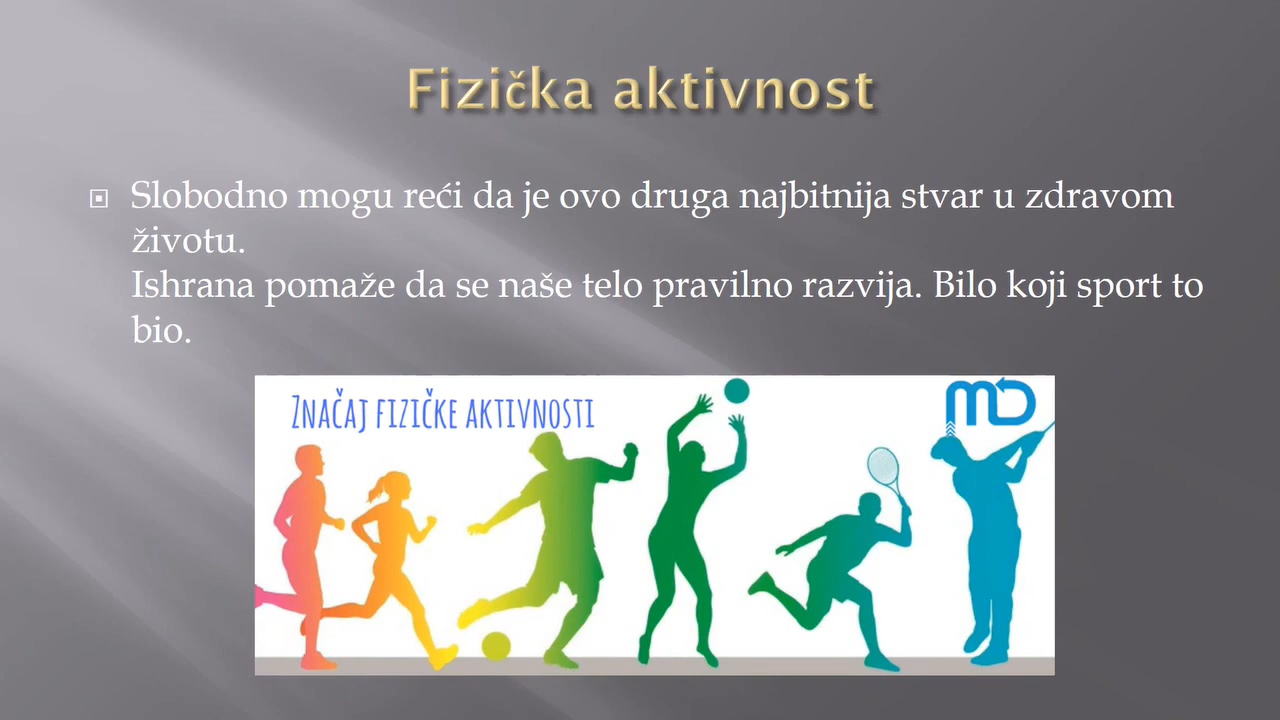 Fizička aktivnost
Slobodno mogu reći da je ovo druga najbitnija stvar u zdravom
životu.
Ishrana pomaže da se naše telo pravilno razvija. Bilo koji sport to
bio.
ZNAČAJ FIZIČKE AKTIVNOSTI
MD